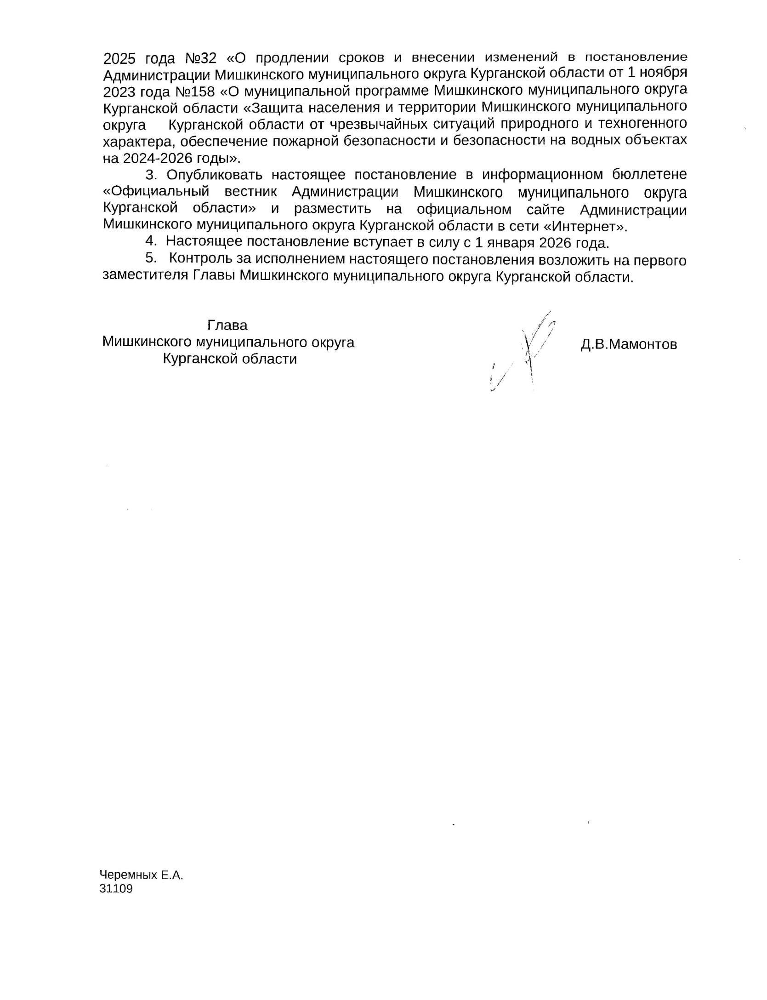 2025 года №32 «О продлении сроков и внесении изменений в постановление
Администрации Мишкинского муниципального округа Курганской области от 1 ноября
2023 года №158 «О муниципальной программе Мишкинского муниципального округа
Курганской области «Защита населения и территории Мишкинского муниципального
округа Курганской области от чрезвычайных ситуаций природного и техногенного
характера, обеспечение пожарной безопасности и безопасности на водных объектах
на 2024-2026 годы».
3. Опубликовать настоящее постановление в информационном бюллетене
«Официальный вестник Администрации Мишкинского муниципального округа
Курганской области» и разместить на официальном сайте Администрации
Мишкинского муниципального округа Курганской области в сети «Интернет».
4. Настоящее постановление вступает в силу с 1 января 2026 года.
5. Контроль за исполнением настоящего постановления возложить на первого
заместителя Главы Мишкинского муниципального округа Курганской области.
Глава
Мишкинского муниципального округа
Курганской области
Д.В.Мамонтов
Черемных Е.А.
31109